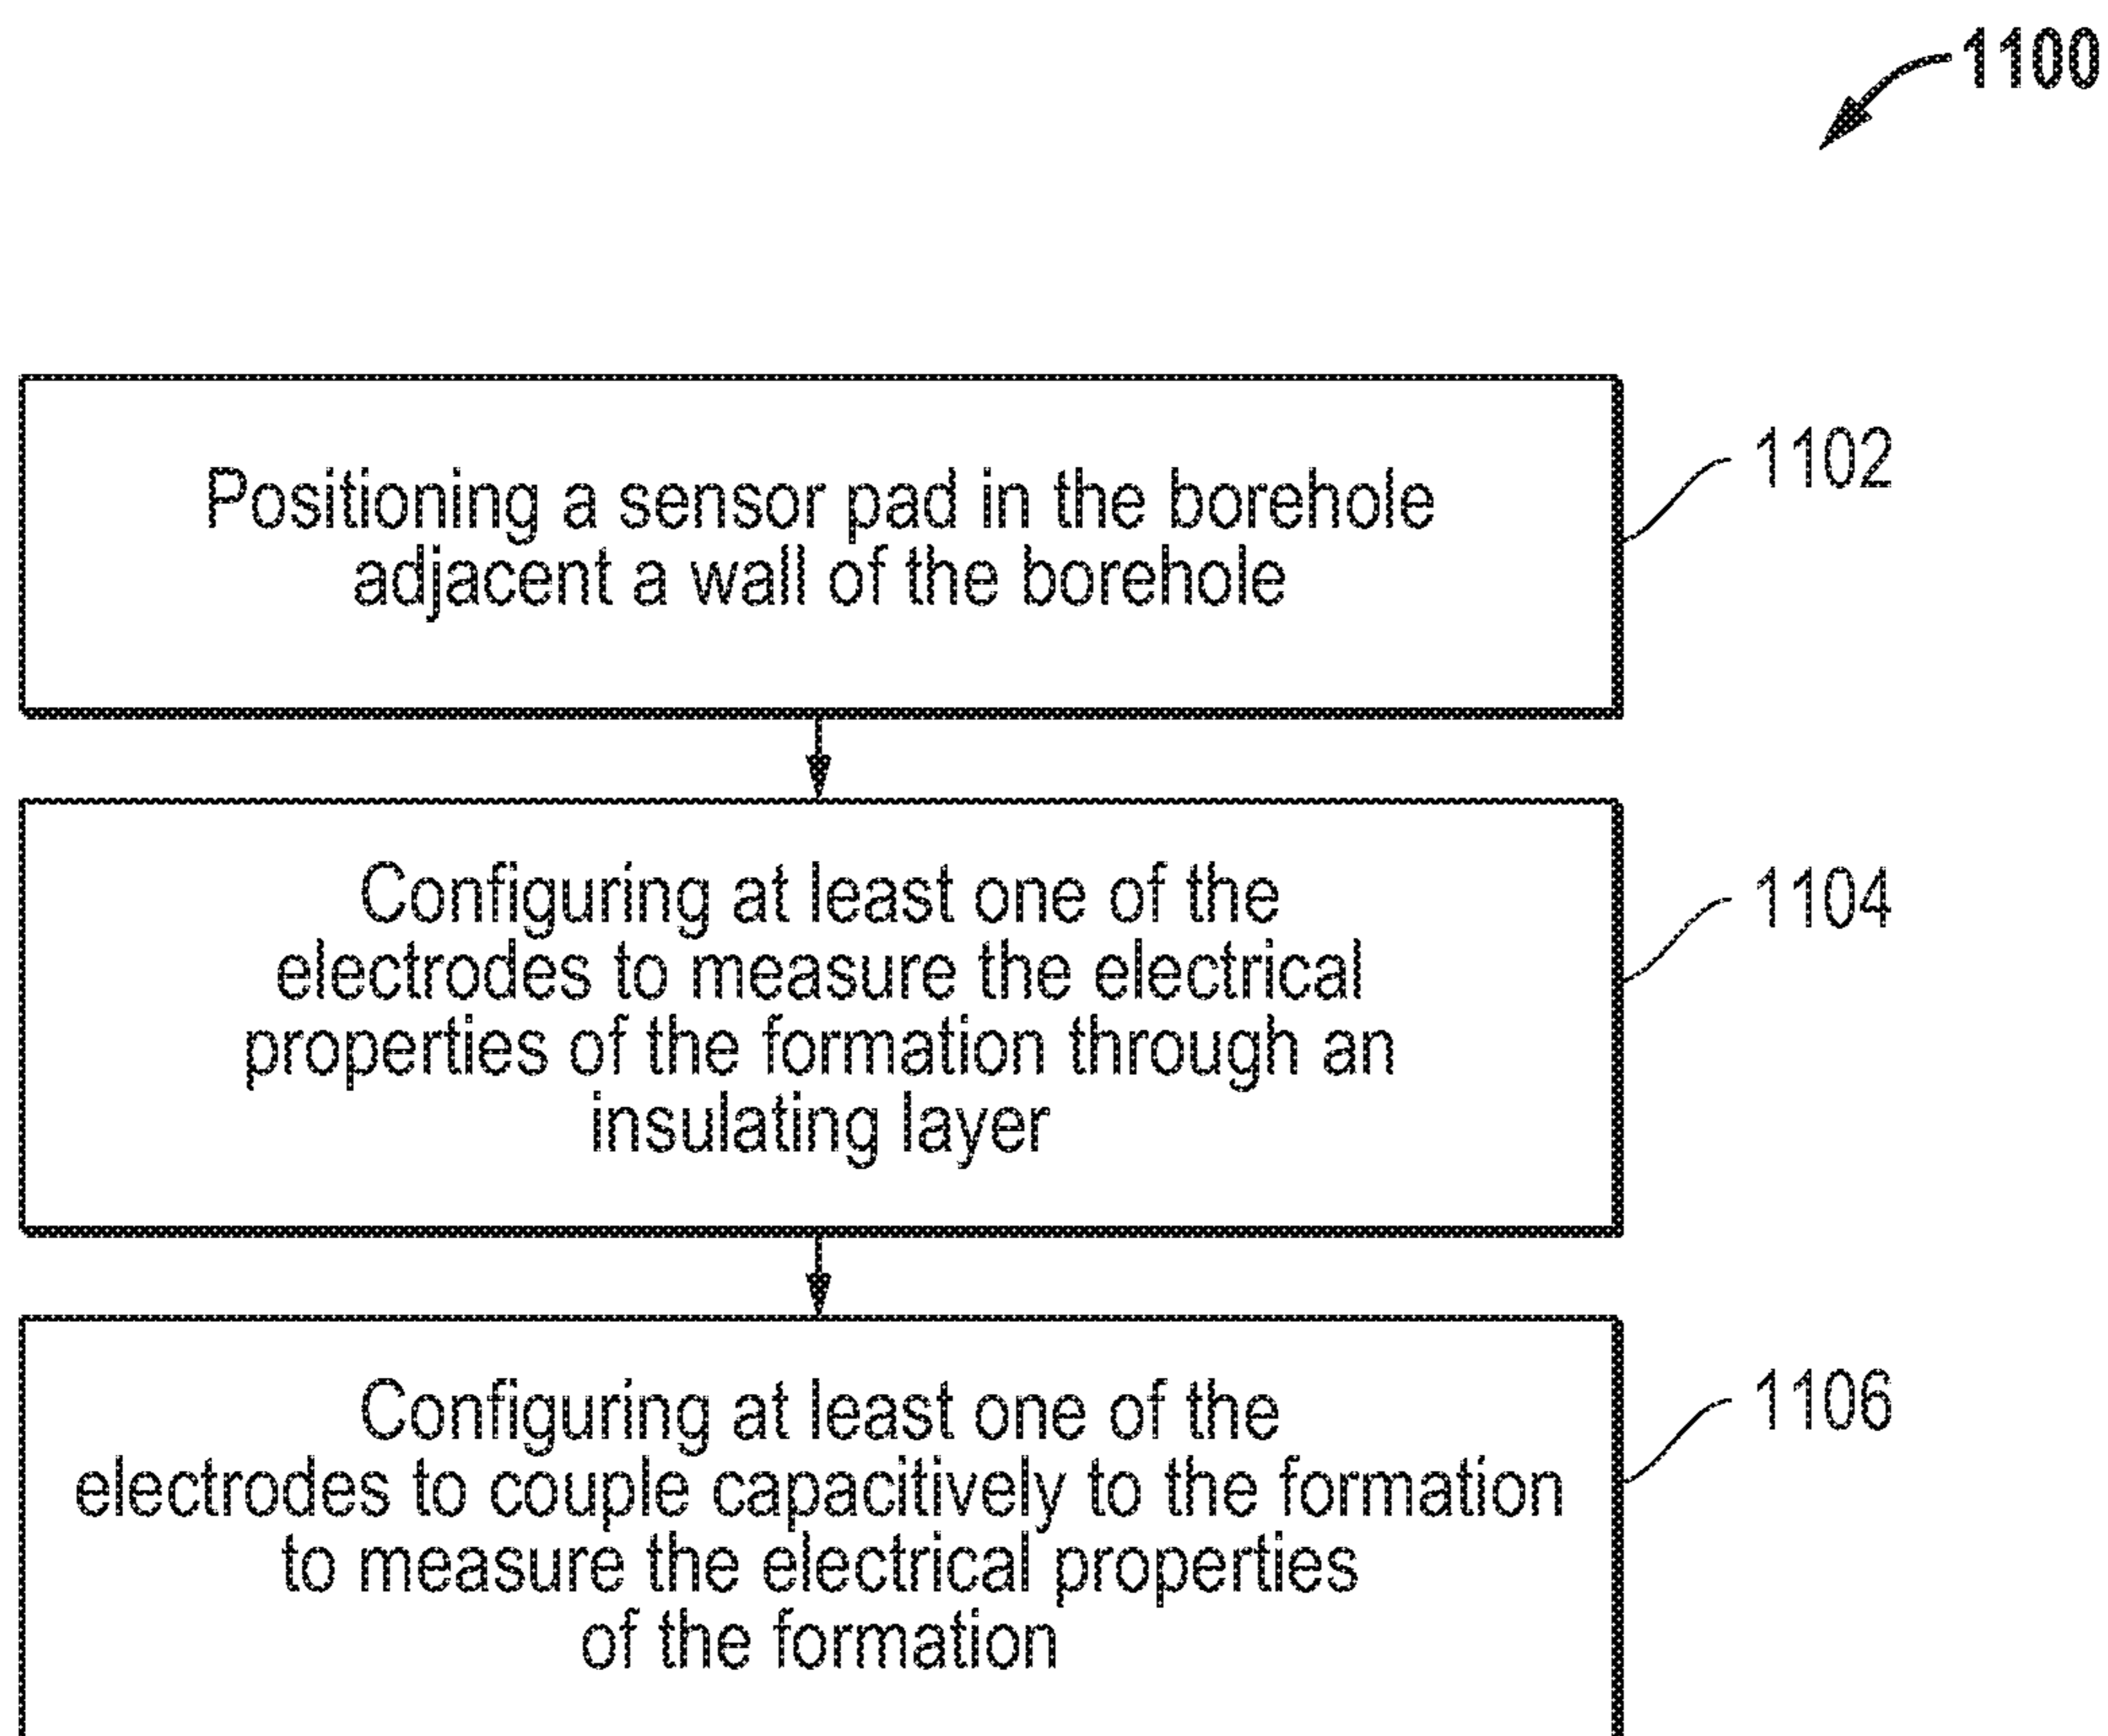 1100
Positioning a sensor pad in the borehole
adjacent a wall of the borehole
1102
Configuring at least one of the
electrodes to measure the electrical
properties of the formation through an
insulating layer
1104
Configuring at least one of the
electrodes to couple capacitively to the formation
to measure the electrical properties
of the formation
1106